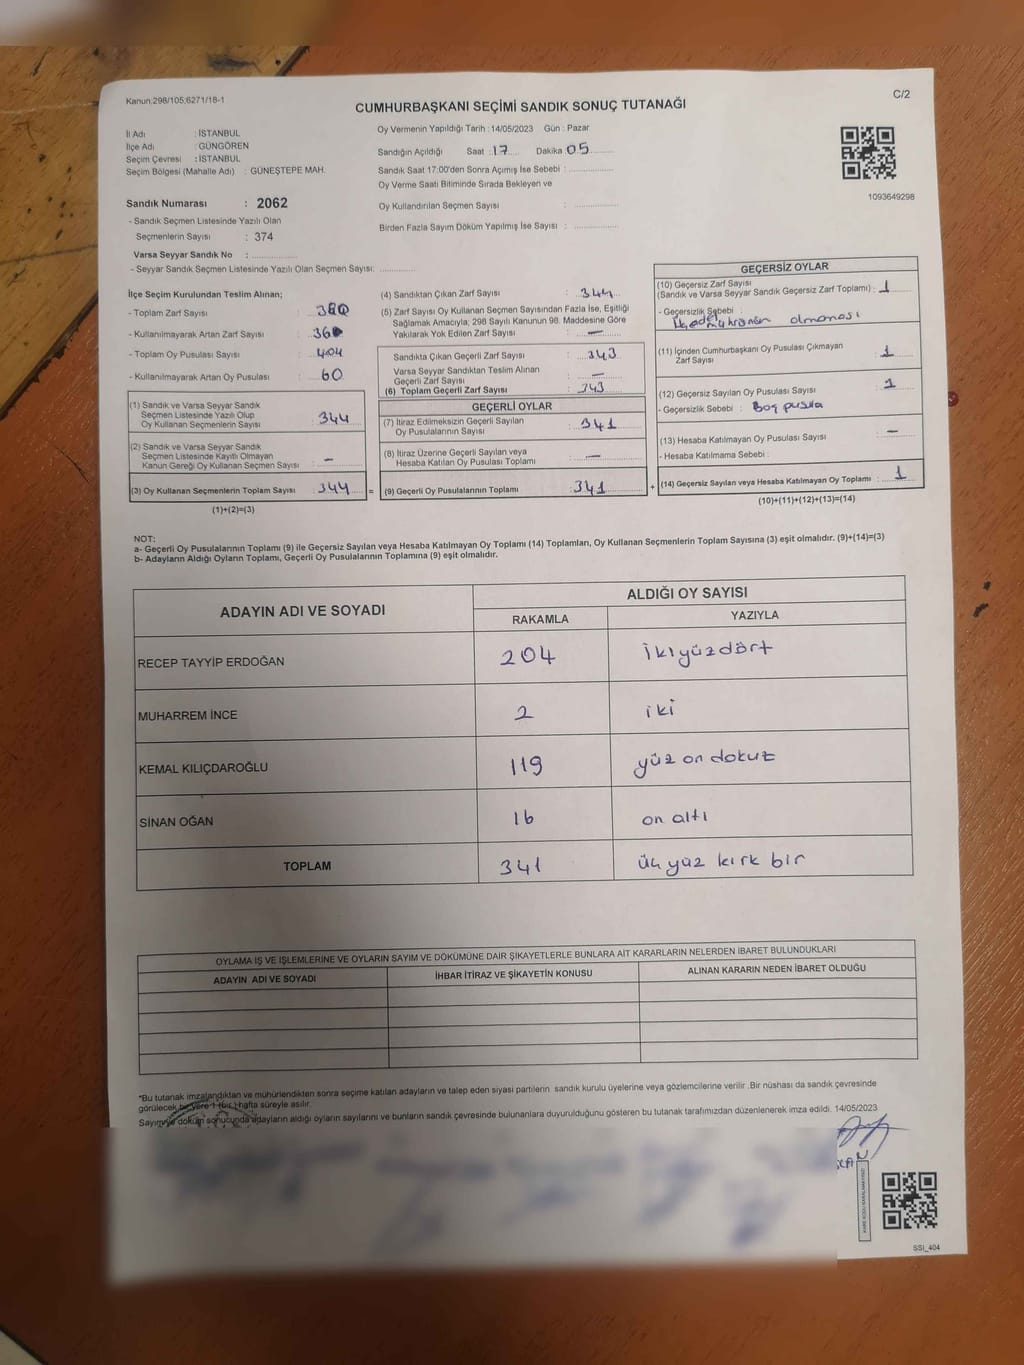 Kanun:298/105;6271/18-1
C/2
CUMHURBAŞKANI SEÇİMİ SANDIK SONUÇ TUTANAĞI
İl Adı : İSTANBUL
İlçe Adı : GÜNGÖREN
Seçim Çevresi : İSTANBUL
Seçim Bölgesi (Mahalle Adı) : GÜNEŞTEPE MAH.
Oy Vermenin Yapıldığı Tarih : 14/05/2023 Gün : Pazar
Sandığın Açıldığı Saat : 17 Dakika : 05
Sandık Saat 17:00'den Sonra Açımış İse Sebebi :
Oy Verme Saati Bitiminde Sırada Bekleyen ve
Oy Kullandırılan Seçmen Sayısı :
Birden Fazla Sayım Döküm Yapılmış İse Sayısı :
1093649298
Sandık Numarası : 2062
- Sandık Seçmen Listesinde Yazılı Olan
Seçmenlerin Sayısı : 374
Varsa Seyyar Sandık No :
- Seyyar Sandık Seçmen Listesinde Yazılı Olan Seçmen Sayısı:
İlçe Seçim Kurulundan Teslim Alınan;
- Toplam Zarf Sayısı : 380
- Kullanılmayarak Artan Zarf Sayısı :
- Toplam Oy Pusulası Sayısı : 404
- Kullanılmayarak Artan Oy Pusulası : 60
(1) Sandık ve Varsa Seyyar Sandık
Seçmen Listesinde Yazılı Olup
Oy Kullanan Seçmenlerin Sayısı : 344
(2) Sandık ve Varsa Seyyar Sandık
Seçmen Listesinde Kayıtlı Olmayan
Kanun Gereği Oy Kullanan Seçmen Sayısı : -
(3) Oy Kullanan Seçmenlerin Toplam Sayısı : 344 =
(1)+(2)=(3)
(4) Sandıktan Çıkan Zarf Sayısı : 344
(5) Zarf Sayısı Oy Kullanan Seçmen Sayısından Fazla İse, Eşitliği
Sağlamak Amacıyla; 298 Sayılı Kanunun 98. Maddesine Göre
Yakılarak Yok Edilen Zarf Sayısı : -
Sandıkta Çıkan Geçerli Zarf Sayısı : 343
Varsa Seyyar Sandıktan Teslim Alınan
Geçerli Zarf Sayısı : -
(6) Toplam Geçerli Zarf Sayısı : 343
GEÇERLİ OYLAR
(7) İtiraz Edilmeksizin Geçerli Sayılan
Oy Pusulalarının Sayısı : 341
(8) İtiraz Üzerine Geçerli Sayılan veya
Hesaba Katılan Oy Pusulası Toplamı : -
(9) Geçerli Oy Pusulalarının Toplamı : 341 +
GEÇERSİZ OYLAR
(10) Geçersiz Zarf Sayısı
(Sandık ve Varsa Seyyar Sandık Geçersiz Zarf Toplamı) : 1
- Geçersizlik Sebebi : olmaması
(11) İçinden Cumhurbaşkanı Oy Pusulası Çıkmayan
Zarf Sayısı : 1
(12) Geçersiz Sayılan Oy Pusulası Sayısı : 1
- Geçersizlik Sebebi : Boş pusla
(13) Hesaba Katılmayan Oy Pusulası Sayısı : -
- Hesaba Katılmama Sebebi :
(14) Geçersiz Sayılan veya Hesaba Katılmayan Oy Toplamı : 1
(10)+(11)+(12)+(13)=(14)
NOT:
a- Geçerli Oy Pusulalarının Toplamı (9) ile Geçersiz Sayılan veya Hesaba Katılmayan Oy Toplamı (14) Toplamları, Oy Kullanan Seçmenlerin Toplam Sayısına (3) eşit olmalıdır. (9)+(14)=(3)
b- Adayların Aldığı Oyların Toplamı, Geçerli Oy Pusulalarının Toplamına (9) eşit olmalıdır.
ADAYIN ADI VE SOYADI
ALDIĞI OY SAYISI
RAKAMLA YAZIYLA
RECEP TAYYİP ERDOĞAN 204 ikiyüzdört
MUHARREM İNCE 2 iki
KEMAL KILIÇDAROĞLU 119 yüz on dokuz
SİNAN OĞAN 16 on altı
TOPLAM 341 üç yüz kırk bir
OYLAMA İŞ VE İŞLEMLERİNE VE OYLARIN SAYIM VE DÖKÜMÜNE DAİR ŞİKAYETLERLE BUNLARA AİT KARARLARIN NELERDEN İBARET BULUNDUKLARI
ADAYIN ADI VE SOYADI İHBAR İTİRAZ VE ŞİKAYETİN KONUSU ALINAN KARARIN NEDEN İBARET OLDUĞU
*Bu tutanak imzalandıktan ve mühürlendikten sonra seçime katılan adayların ve talep eden siyasi partilerin sandık kurulu üyelerine veya gözlemcilerine verilir .Bir nüshası da sandık çevresinde
görülecek bir yere 1 (bir) hafta süreyle asılır.
Sayım ve döküm sonucunda adayların aldığı oyların sayılarını ve bunların sandık çevresinde bulunanlara duyurulduğunu gösteren bu tutanak tarafımızdan düzenlenerek imza edildi. 14/05/2023
SSİ_404